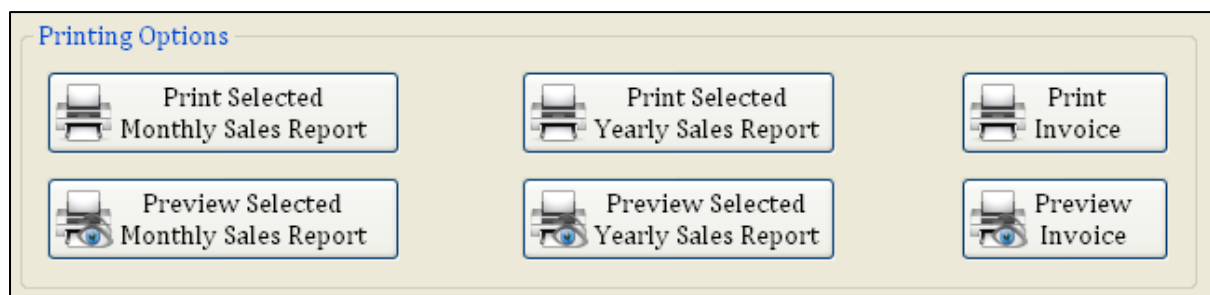 Printing Options
Print Selected
Monthly Sales Report
Print Selected
Yearly Sales Report
Print
Invoice
Preview Selected
Monthly Sales Report
Preview Selected
Yearly Sales Report
Preview
Invoice